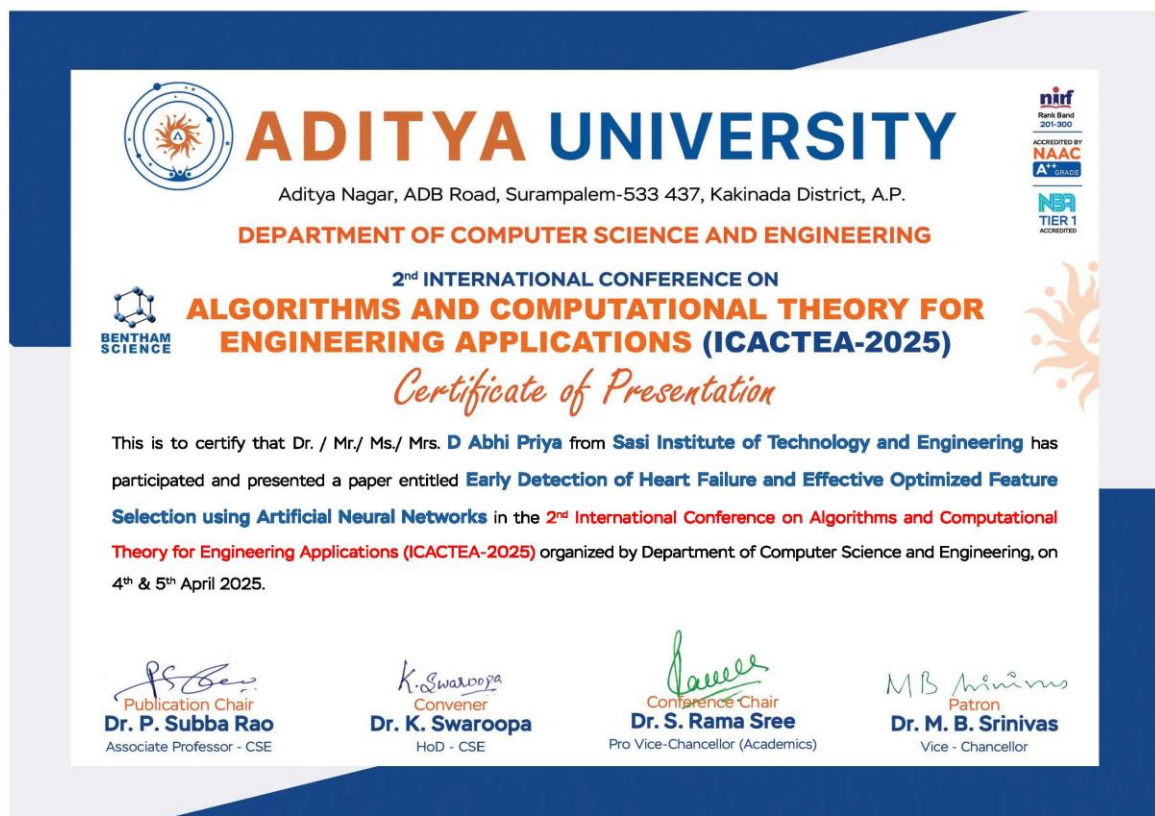 ADITYA UNIVERSITY
nirf
Rank Band
201-300
ACCREDITED BY
NAAC
A++ GRADE
NBA
TIER 1
ACCREDITED
Aditya Nagar, ADB Road, Surampalem-533 437, Kakinada District, A.P.
DEPARTMENT OF COMPUTER SCIENCE AND ENGINEERING
2nd INTERNATIONAL CONFERENCE ON
BENTHAM
SCIENCE
ALGORITHMS AND COMPUTATIONAL THEORY FOR
ENGINEERING APPLICATIONS (ICACTEA-2025)
Certificate of Presentation
This is to certify that Dr. / Mr./ Ms./ Mrs. D Abhi Priya from Sasi Institute of Technology and Engineering has
participated and presented a paper entitled Early Detection of Heart Failure and Effective Optimized Feature
Selection using Artificial Neural Networks in the 2nd International Conference on Algorithms and Computational
Theory for Engineering Applications (ICACTEA-2025) organized by Department of Computer Science and Engineering, on
4th & 5th April 2025.
K. Swaroopa
Publication Chair
Dr. P. Subba Rao
Associate Professor - CSE
Convener
Dr. K. Swaroopa
HoD - CSE
Conference Chair
Dr. S. Rama Sree
Pro Vice-Chancellor (Academics)
Patron
Dr. M. B. Srinivas
Vice - Chancellor